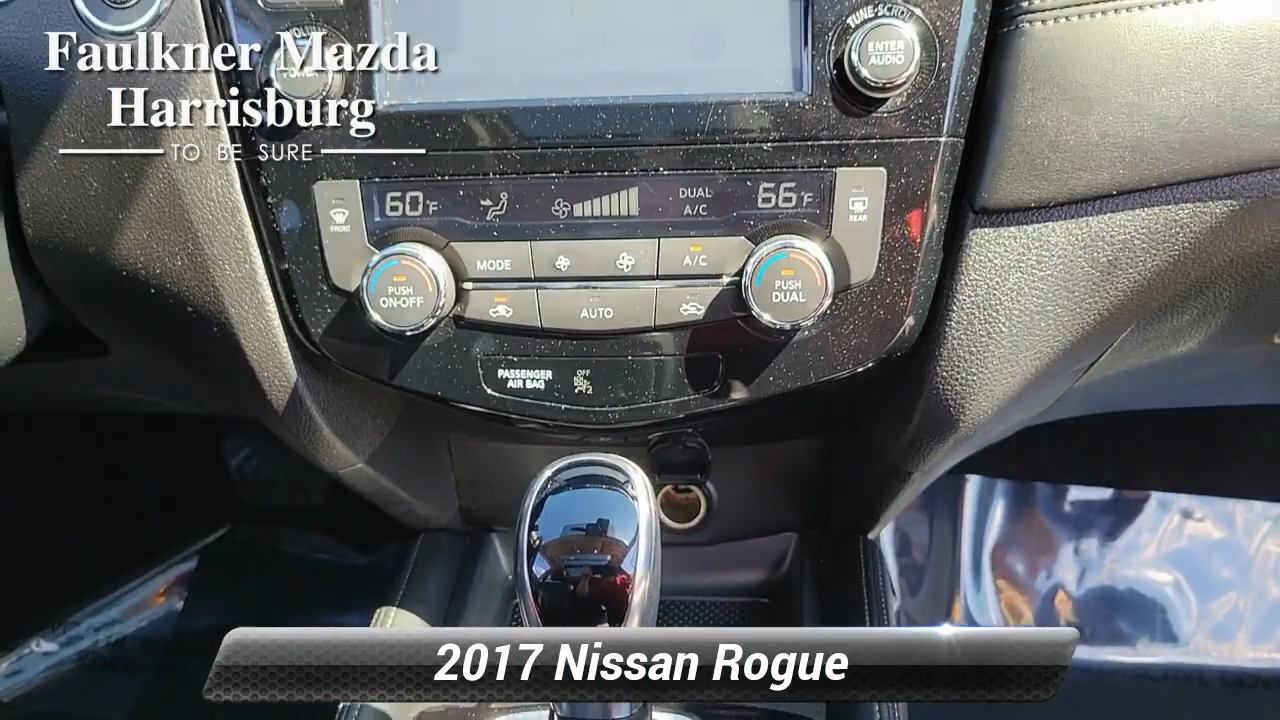 Faulkner Mazda
Harrisburg
TO BE SURE
TUNE·SCROLL
ENTER
AUDIO
60°F
DUAL
A/C
66°F
FRONT
REAR
MODE
A/C
PUSH
ON·OFF
PUSH
DUAL
AUTO
PASSENGER
AIR BAG
OFF
2017 Nissan Rogue